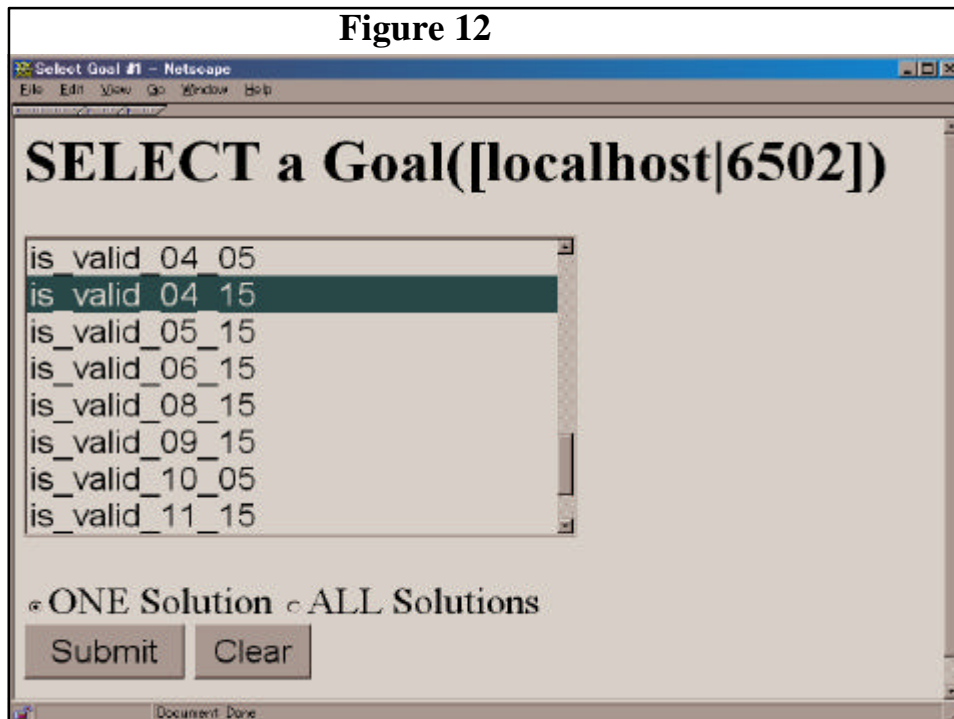 Figure 12
Select Goal #1 - Netscape
File Edit View Go Window Help
SELECT a Goal([localhost|6502])
is_valid_04_05
is_valid_04_15
is_valid_05_15
is_valid_06_15
is_valid_08_15
is_valid_09_15
is_valid_10_05
is_valid_11_15
ONE Solution ALL Solutions
Submit Clear
Document Done